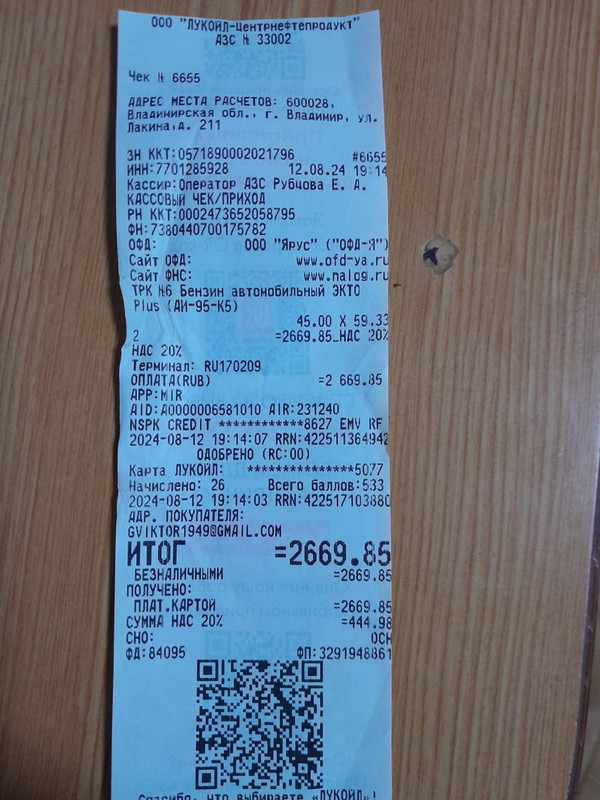 ООО "ЛУКОЙЛ-Центрнефтепродукт"
АЗС № 33002
Чек № 6655
АДРЕС МЕСТА РАСЧЕТОВ: 600028,
Владимирская обл., г. Владимир, ул.
Лакина,д. 211
ЗН ККТ:0571890002021796 #6655
ИНН:7701285928 12.08.24 19:14
Кассир:Оператор АЗС Рубцова Е. А.
КАССОВЫЙ ЧЕК/ПРИХОД
РН ККТ:0002473652058795
ФН:7380440700175782
ОФД: ООО "Ярус" ("ОФД-Я")
Сайт ОФД: www.ofd-ya.ru
Сайт ФНС: www.nalog.ru
ТРК №6 Бензин автомобильный ЭКТО
Plus (АИ-95-К5)
45.00 X 59.33
2 =2669.85_НДС 20%
НДС 20%
Терминал: RU170209
ОПЛАТА(RUB) =2 669.85
APP:MIR
AID:A0000006581010 AIR:231240
NSPK CREDIT ************8627 EMV RF
2024-08-12 19:14:07 RRN:422511364942
ОДОБРЕНО (RC:00)
Карта ЛУКОЙЛ: ***************5077
Начислено: 26 Всего баллов:533
2024-08-12 19:14:03 RRN:422517103880
АДР. ПОКУПАТЕЛЯ:
GVIKTOR1949@GMAIL.COM
ИТОГ =2669.85
БЕЗНАЛИЧНЫМИ =2669.85
ПОЛУЧЕНО:
ПЛАТ.КАРТОЙ =2669.85
СУММА НДС 20% =444.98
СНО: ОСН
ФД:84095 ФП:3291948861
Спасибо, что выбираете «ЛУКОЙЛ»!